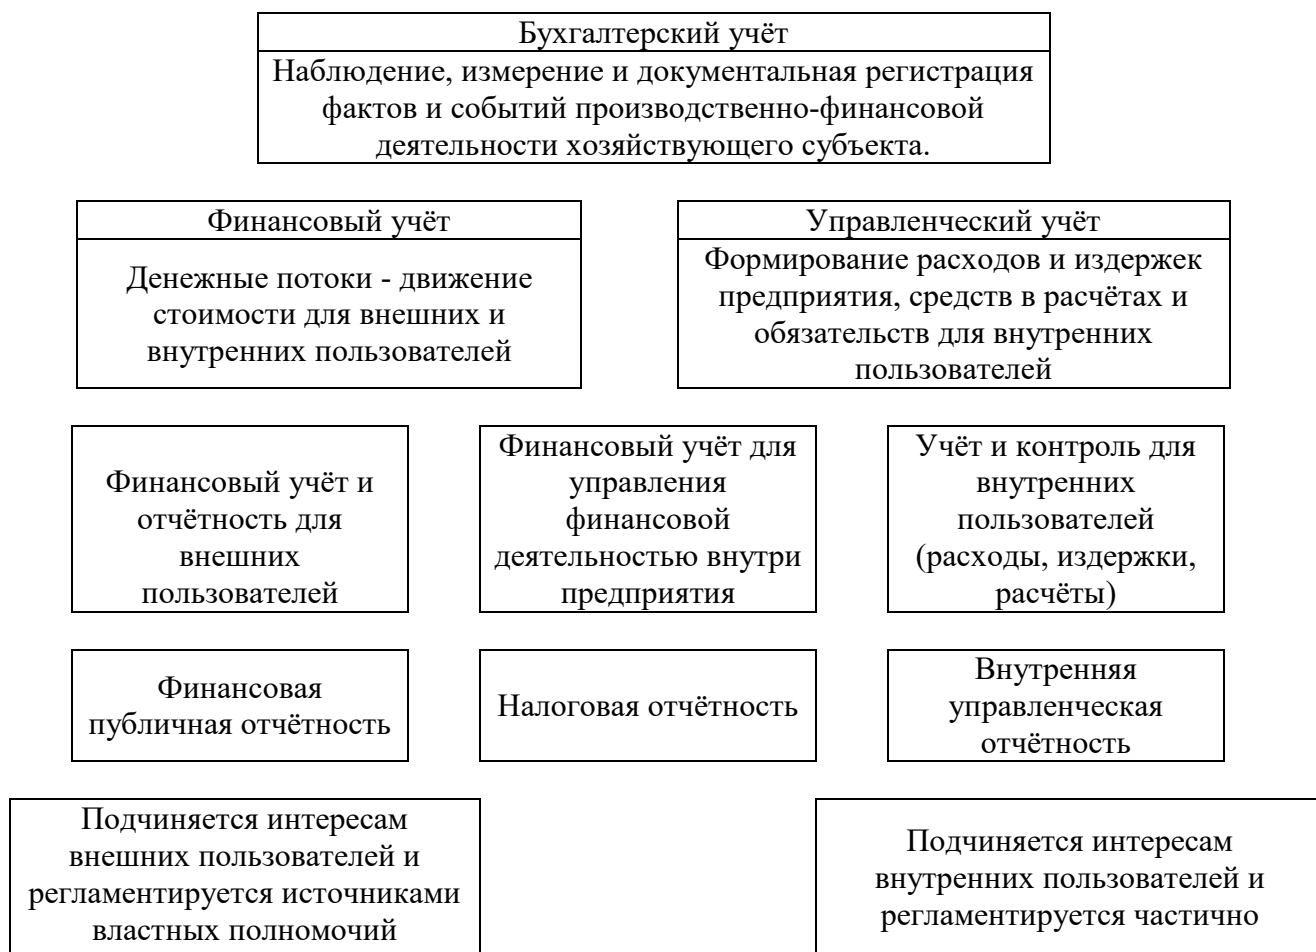 Бухгалтерский учёт
Наблюдение, измерение и документальная регистрация
фактов и событий производственно-финансовой
деятельности хозяйствующего субъекта.
Финансовый учёт
Денежные потоки - движение
стоимости для внешних и
внутренних пользователей
Управленческий учёт
Формирование расходов и издержек
предприятия, средств в расчётах и
обязательств для внутренних
пользователей
Финансовый учёт и
отчётность для
внешних
пользователей
Финансовый учёт для
управления
финансовой
деятельностью внутри
предприятия
Учёт и контроль для
внутренних
пользователей
(расходы, издержки,
расчёты)
Финансовая
публичная отчётность
Налоговая отчётность
Внутренняя
управленческая
отчётность
Подчиняется интересам
внешних пользователей и
регламентируется источниками
властных полномочий
Подчиняется интересам
внутренних пользователей и
регламентируется частично